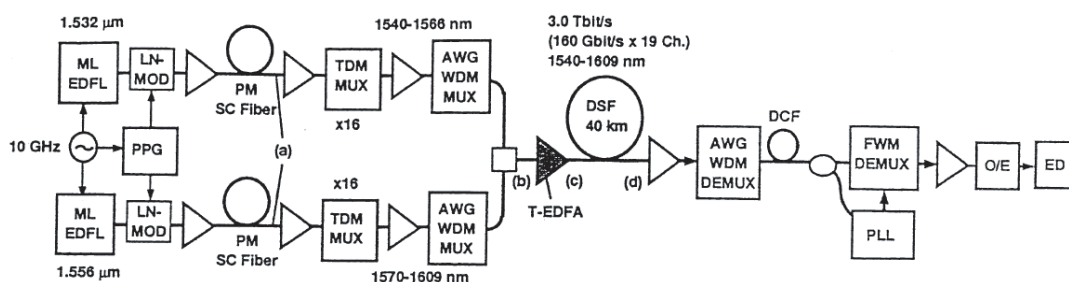 1.532 μm
ML
EDFL
LN-
MOD
PM
SC Fiber
TDM
MUX
x16
1540-1566 nm
AWG
WDM
MUX
10 GHz
PPG
(a)
ML
EDFL
1.556 μm
LN-
MOD
PM
SC Fiber
x16
TDM
MUX
AWG
WDM
MUX
1570-1609 nm
(b)
T-EDFA
(c)
3.0 Tbit/s
(160 Gbit/s x 19 Ch.)
1540-1609 nm
DSF
40 km
(d)
AWG
WDM
DEMUX
DCF
FWM
DEMUX
PLL
O/E
ED